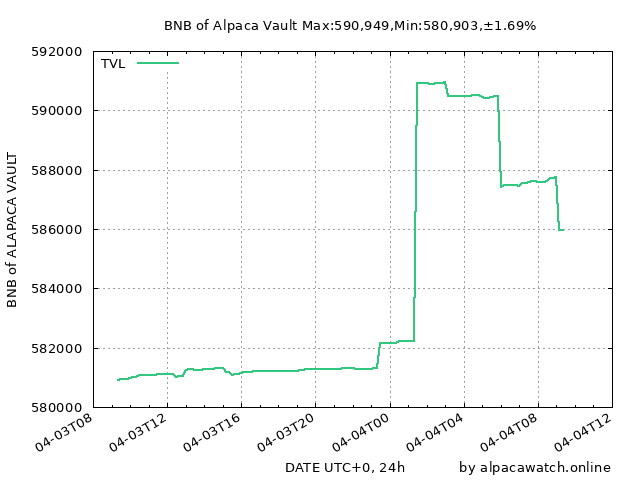 BNB of Alpaca Vault Max:590,949,Min:580,903,±1.69%
TVL
592000
590000
588000
586000
584000
582000
580000
BNB of ALAPACA VAULT
04-03T08
04-03T12
04-03T16
04-03T20
04-04T00
04-04T04
04-04T08
04-04T12
DATE UTC+0, 24h
by alpacawatch.online